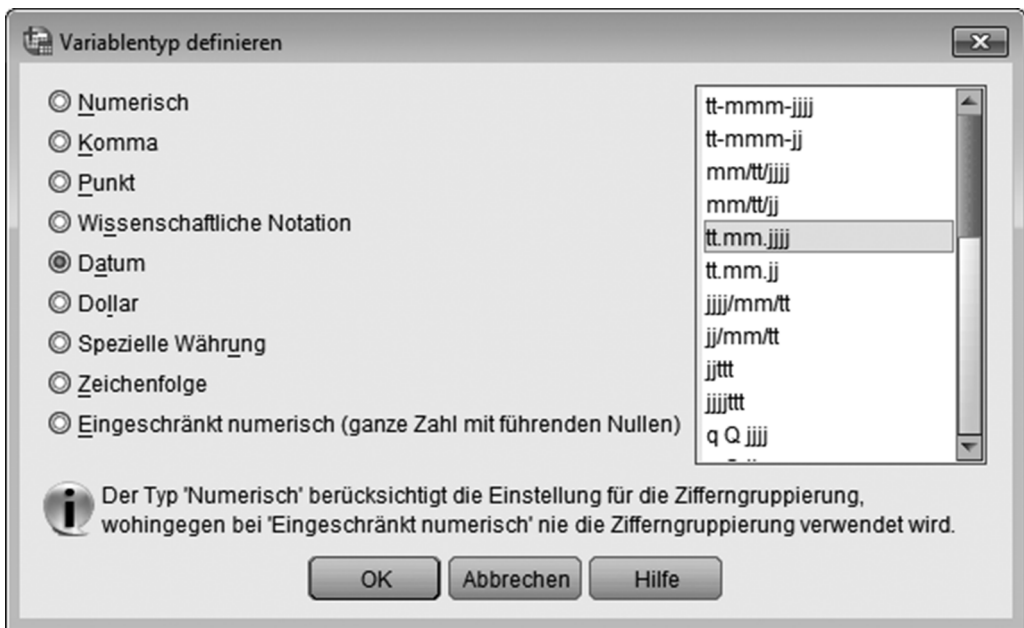 Variablentyp definieren
Numerisch
Komma
Punkt
Wissenschaftliche Notation
Datum
Dollar
Spezielle Währung
Zeichenfolge
Eingeschränkt numerisch (ganze Zahl mit führenden Nullen)
tt-mmm-jjjj
tt-mmm-jj
mm/tt/jjjj
mm/tt/jj
tt.mm.jjjj
tt.mm.jj
jjjj/mm/tt
jj/mm/tt
jjttt
jjjjttt
q Q jjjj
Der Typ 'Numerisch' berücksichtigt die Einstellung für die Zifferngruppierung,
wohingegen bei 'Eingeschränkt numerisch' nie die Zifferngruppierung verwendet wird.
OK
Abbrechen
Hilfe